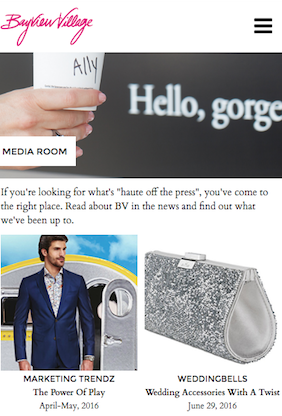 Bayview Village
Ally
Hello, gorge
MEDIA ROOM
If you're looking for what's "haute off the press", you've come to
the right place. Read about BV in the news and find out what
we've been up to.
MARKETING TRENDZ
The Power Of Play
April-May, 2016
WEDDINGBELLS
Wedding Accessories With A Twist
June 29, 2016